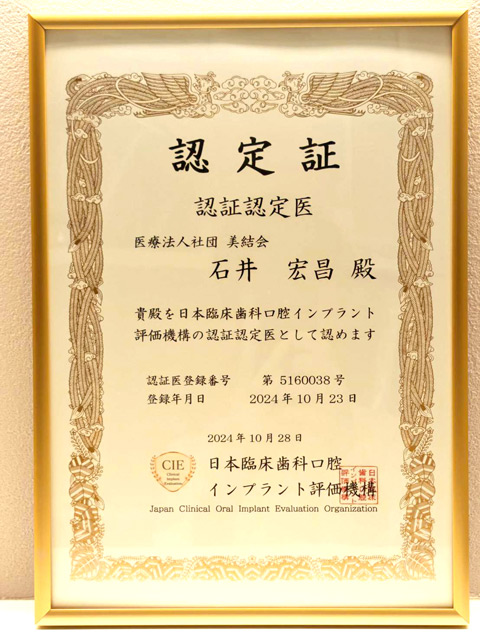 認定証
認証認定医
医療法人社団 美結会
石井 宏昌 殿
貴殿を日本臨床歯科口腔インプラント
評価機構の認証認定医として認めます
認証医登録番号 第 5160038 号
登録年月日 2024 年 10 月 23 日
2024 年 10 月 28 日
CIE
日本臨床歯科口腔
インプラント評価機構
Japan Clinical Oral Implant Evaluation Organization